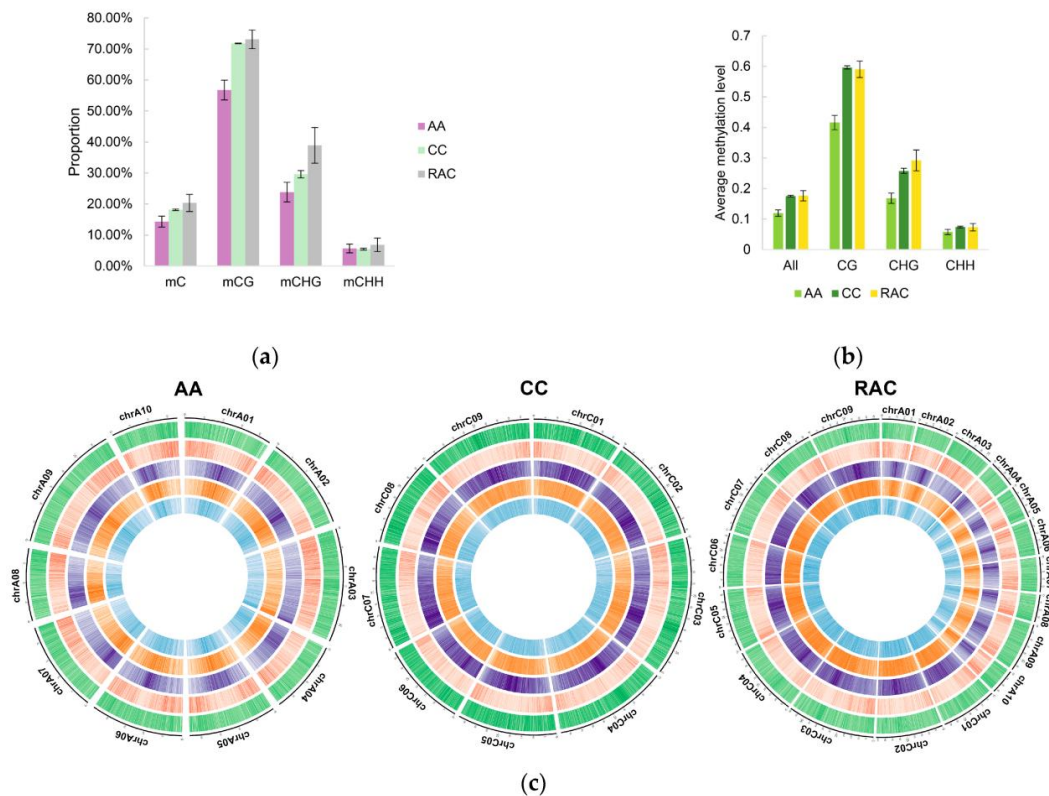 80.00%
70.00%
60.00%
50.00%
40.00%
30.00%
20.00%
10.00%
0.00%
Proportion
mC mCG mCHG mCHH
AA
CC
RAC
(a)
0.7
0.6
0.5
0.4
0.3
0.2
0.1
0
Average methylation level
All CG CHG CHH
AA CC RAC
(b)
AA
chrA01
chrA02
chrA03
chrA04
chrA05
chrA06
chrA07
chrA08
chrA09
chrA10
CC
chrC01
chrC02
chrC03
chrC04
chrC05
chrC06
chrC07
chrC08
chrC09
RAC
chrA01
chrA02
chrA03
chrA04
chrA05
chrA06
chrA08
chrA09
chrA10
chrC01
chrC02
chrC03
chrC04
chrC05
chrC06
chrC07
chrC08
chrC09
(c)